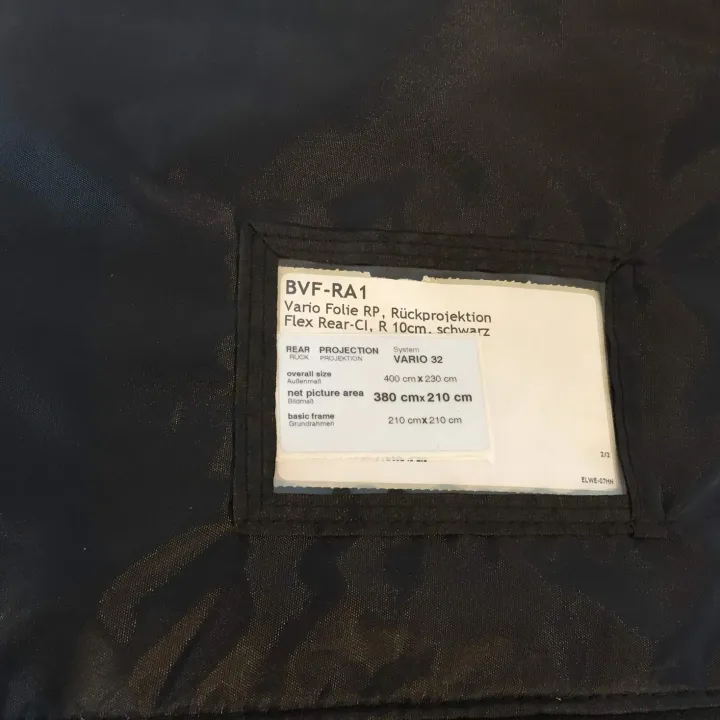 BVF-RA1
Vario Folie RP, Rückprojektion
Flex Rear-CI, R 10cm, schwarz
REAR PROJECTION System
RÜCK PROJEKTION VARIO 32
overall size 400 cm x 230 cm
Außenmaß
net picture area 380 cm x 210 cm
Bildmaß
basic frame 210 cm x 210 cm
Grundrahmen
2/2
ELWE-07HN